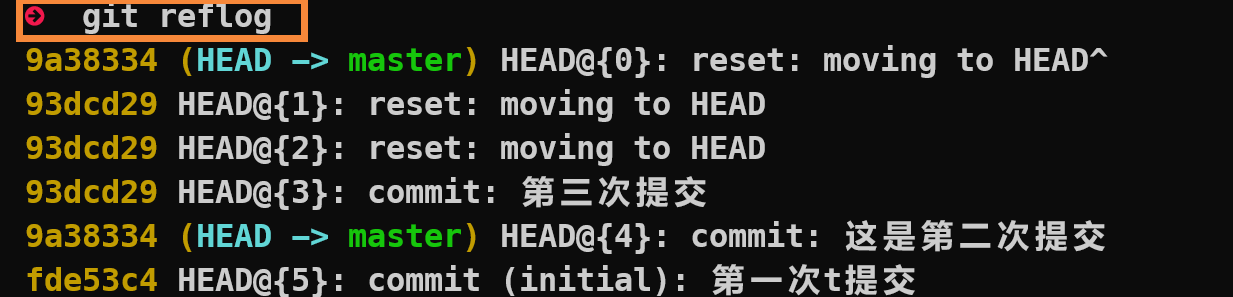 git reflog
9a38334 (HEAD -> master) HEAD@{0}: reset: moving to HEAD^
93dcd29 HEAD@{1}: reset: moving to HEAD
93dcd29 HEAD@{2}: reset: moving to HEAD
93dcd29 HEAD@{3}: commit: 第三次提交
9a38334 (HEAD -> master) HEAD@{4}: commit: 这是第二次提交
fde53c4 HEAD@{5}: commit (initial): 第一次t提交